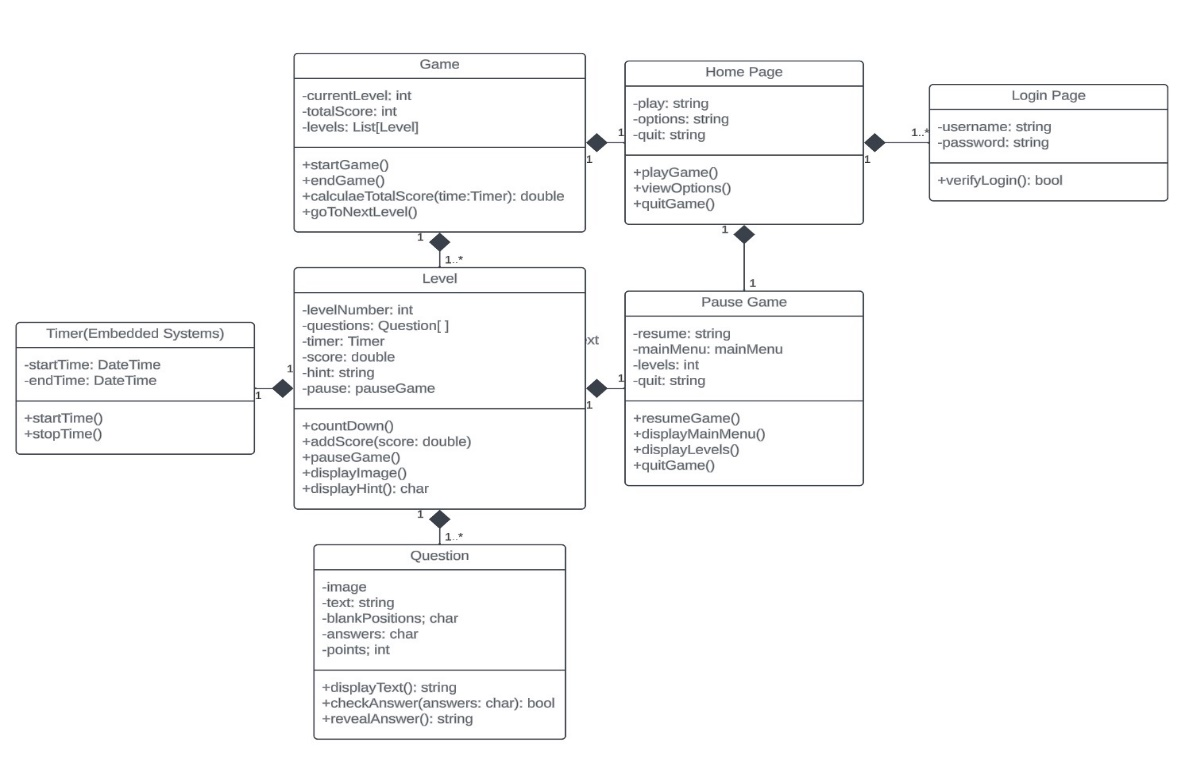 Game
-currentLevel: int
-totalScore: int
-levels: List[Level]
+startGame()
+endGame()
+calculaeTotalScore(time:Timer): double
+goToNextLevel()
1
1
Home Page
-play: string
-options: string
-quit: string
+playGame()
+viewOptions()
+quitGame()
1
1..*
Login Page
-username: string
-password: string
+verifyLogin(): bool
1
1..*
1
1
Level
-levelNumber: int
-questions: Question[ ]
-timer: Timer
-score: double
-hint: string
-pause: pauseGame
+countDown()
+addScore(score: double)
+pauseGame()
+displayImage()
+displayHint(): char
Timer(Embedded Systems)
-startTime: DateTime
-endTime: DateTime
+startTime()
+stopTime()
1
1
ext
1
1
Pause Game
-resume: string
-mainMenu: mainMenu
-levels: int
-quit: string
+resumeGame()
+displayMainMenu()
+displayLevels()
+quitGame()
1
1..*
Question
-image
-text: string
-blankPositions; char
-answers: char
-points; int
+displayText(): string
+checkAnswer(answers: char): bool
+revealAnswer(): string